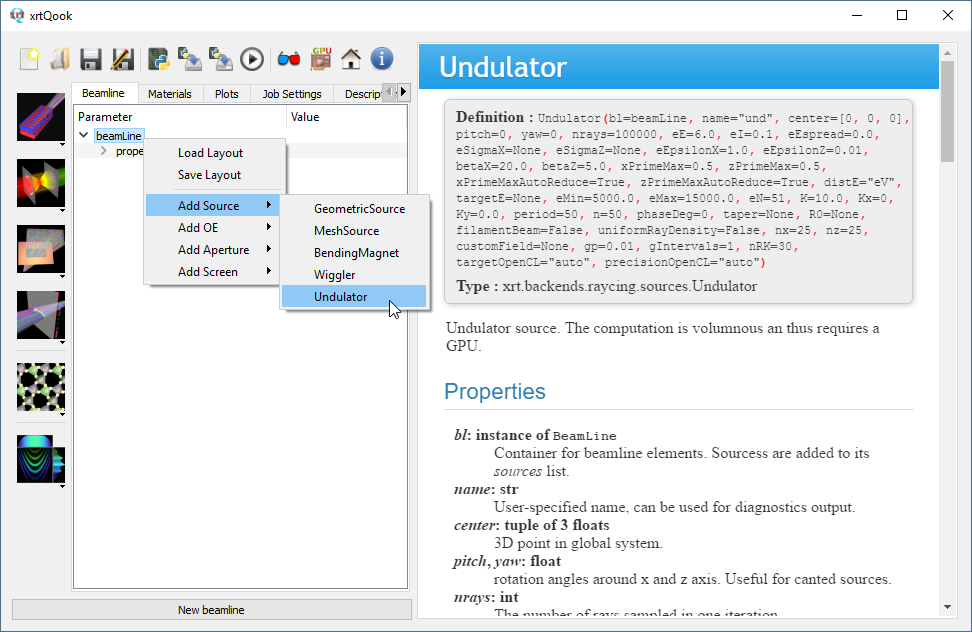 xrtQook
GPU
Beamline
Materials
Plots
Job Settings
Descrip
Parameter
Value
beamLine
prope
Load Layout
Save Layout
Add Source
Add OE
Add Aperture
Add Screen
GeometricSource
MeshSource
BendingMagnet
Wiggler
Undulator
New beamline
Undulator
Definition : Undulator(bl=beamLine, name="und", center=[0, 0, 0],
pitch=0, yaw=0, nrays=100000, eE=6.0, eI=0.1, eEspread=0.0,
eSigmaX=None, eSigmaZ=None, eEpsilonX=1.0, eEpsilonZ=0.01,
betaX=20.0, betaZ=5.0, xPrimeMax=0.5, zPrimeMax=0.5,
xPrimeMaxAutoReduce=True, zPrimeMaxAutoReduce=True, distE="eV",
targetE=None, eMin=5000.0, eMax=15000.0, eN=51, K=10.0, Kx=0,
Ky=0.0, period=50, n=50, phaseDeg=0, taper=None, R0=None,
filamentBeam=False, uniformRayDensity=False, nx=25, nz=25,
customField=None, gp=0.01, gIntervals=1, nRK=30,
targetOpenCL="auto", precisionOpenCL="auto")
Type : xrt.backends.raycing.sources.Undulator
Undulator source. The computation is volumnous an thus requires a
GPU.
Properties
bl: instance of BeamLine
Container for beamline elements. Sourcess are added to its
sources list.
name: str
User-specified name, can be used for diagnostics output.
center: tuple of 3 floats
3D point in global system.
pitch, yaw: float
rotation angles around x and z axis. Useful for canted sources.
nrays: int
The number of rays sampled in one iteration